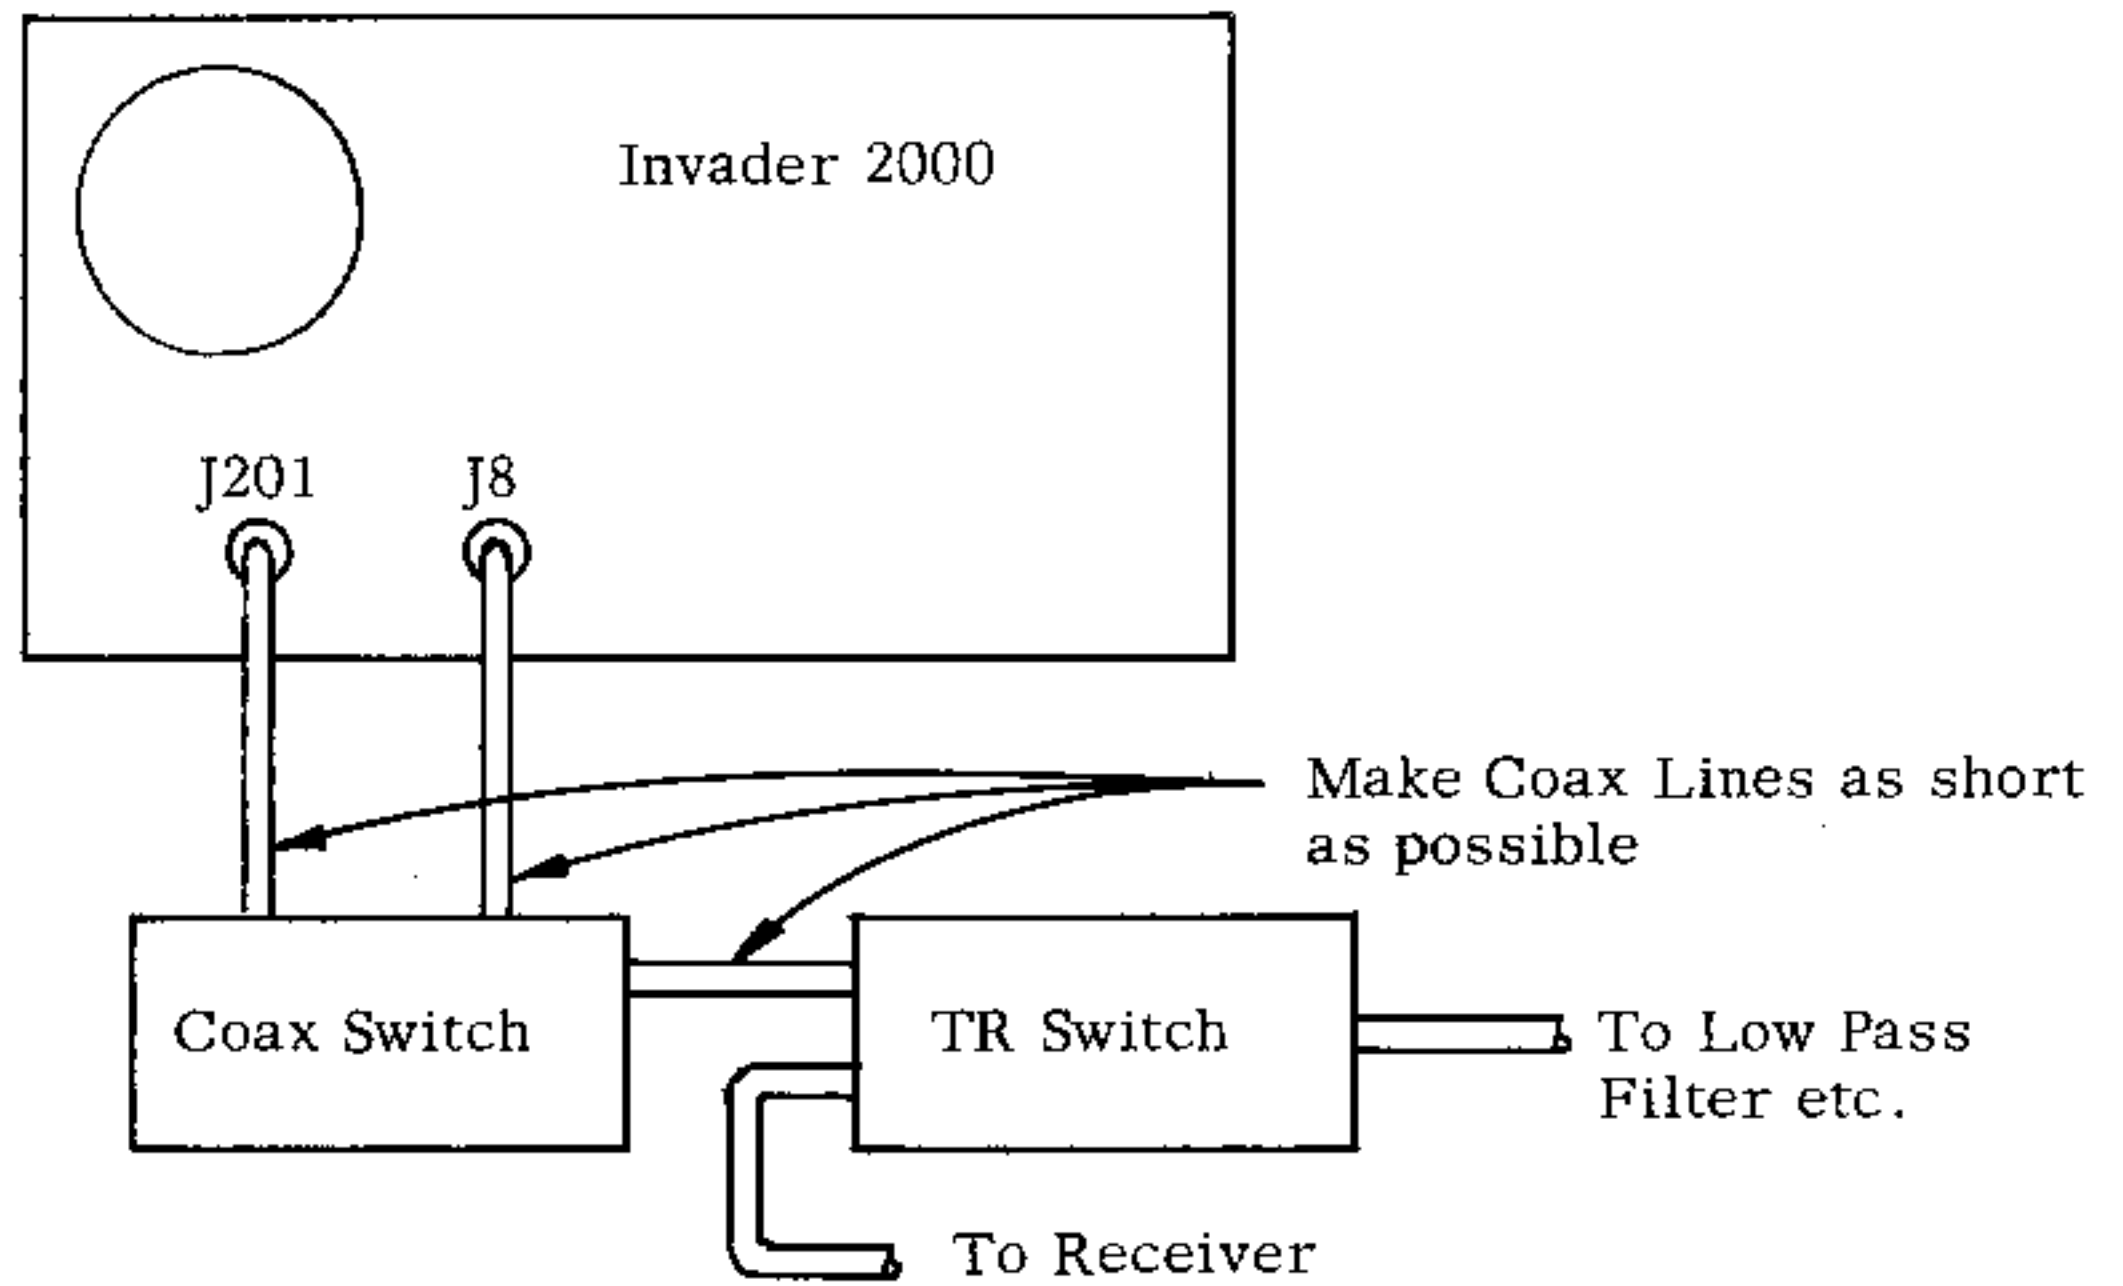 Invader 2000
J201
J8
Make Coax Lines as short
as possible
Coax Switch
TR Switch
To Low Pass
Filter etc.
To Receiver